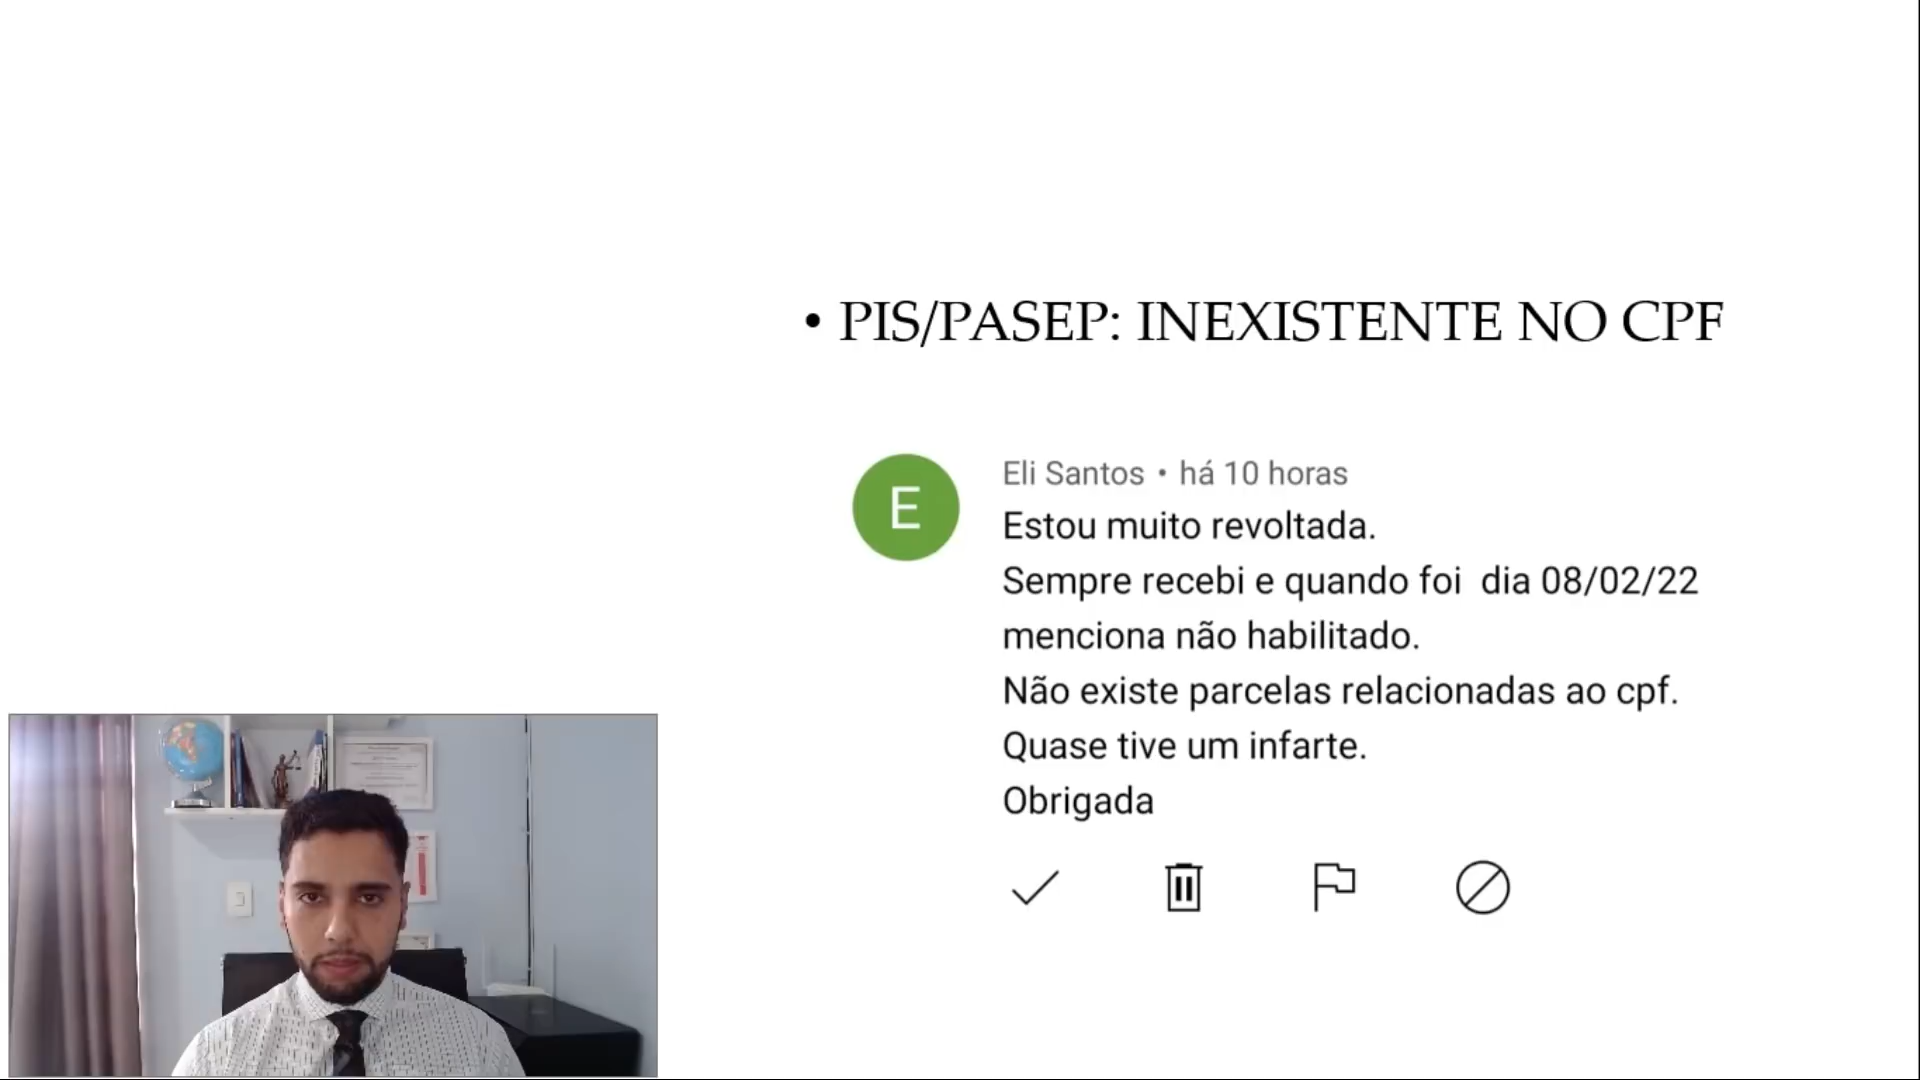 • PIS/PASEP: INEXISTENTE NO CPF
E
Eli Santos • há 10 horas
Estou muito revoltada.
Sempre recebi e quando foi  dia 08/02/22
menciona não habilitado.
Não existe parcelas relacionadas ao cpf.
Quase tive um infarte.
Obrigada